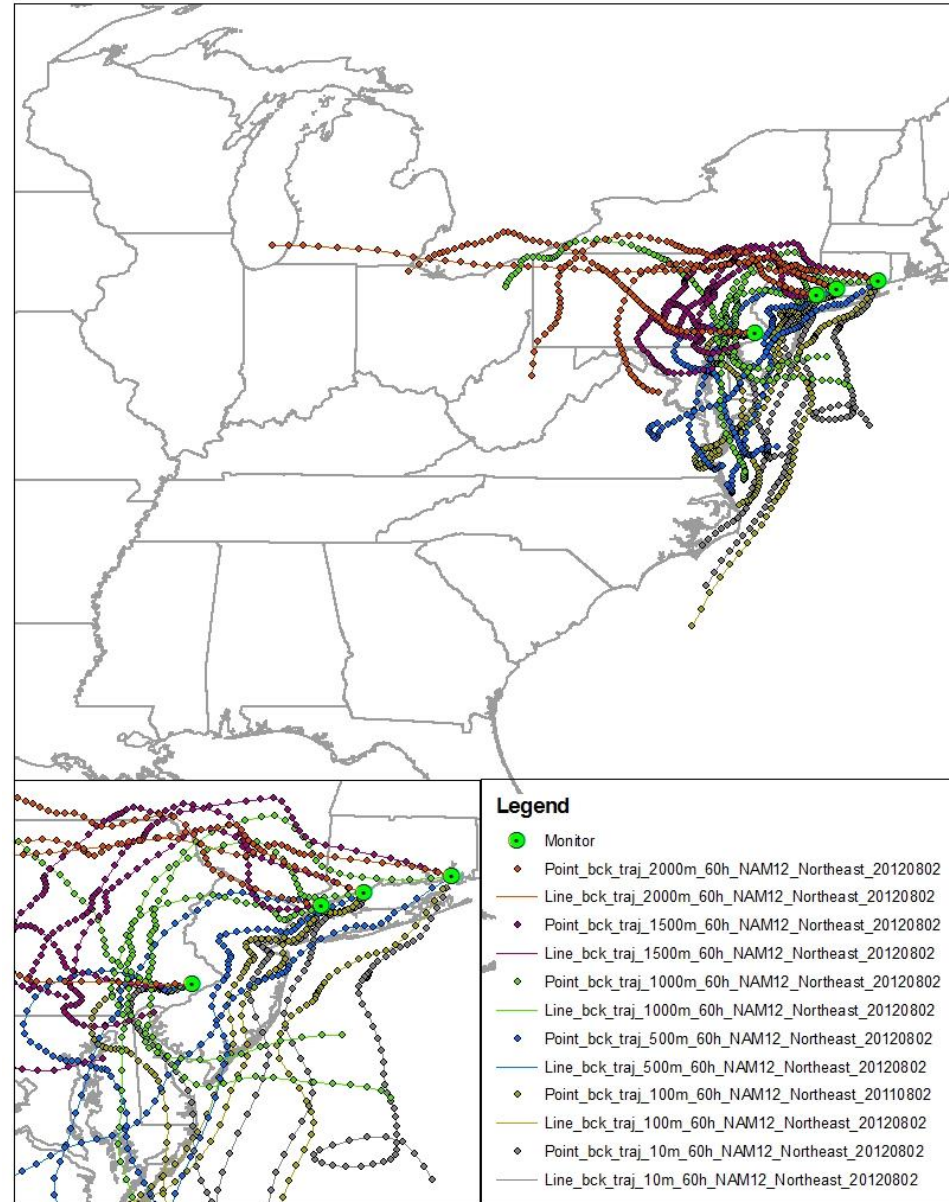 Legend
Monitor
Point_bck_traj_2000m_60h_NAM12_Northeast_20120802
Line_bck_traj_2000m_60h_NAM12_Northeast_20120802
Point_bck_traj_1500m_60h_NAM12_Northeast_20120802
Line_bck_traj_1500m_60h_NAM12_Northeast_20120802
Point_bck_traj_1000m_60h_NAM12_Northeast_20120802
Line_bck_traj_1000m_60h_NAM12_Northeast_20120802
Point_bck_traj_500m_60h_NAM12_Northeast_20120802
Line_bck_traj_500m_60h_NAM12_Northeast_20120802
Point_bck_traj_100m_60h_NAM12_Northeast_20110802
Line_bck_traj_100m_60h_NAM12_Northeast_20120802
Point_bck_traj_10m_60h_NAM12_Northeast_20120802
Line_bck_traj_10m_60h_NAM12_Northeast_20120802